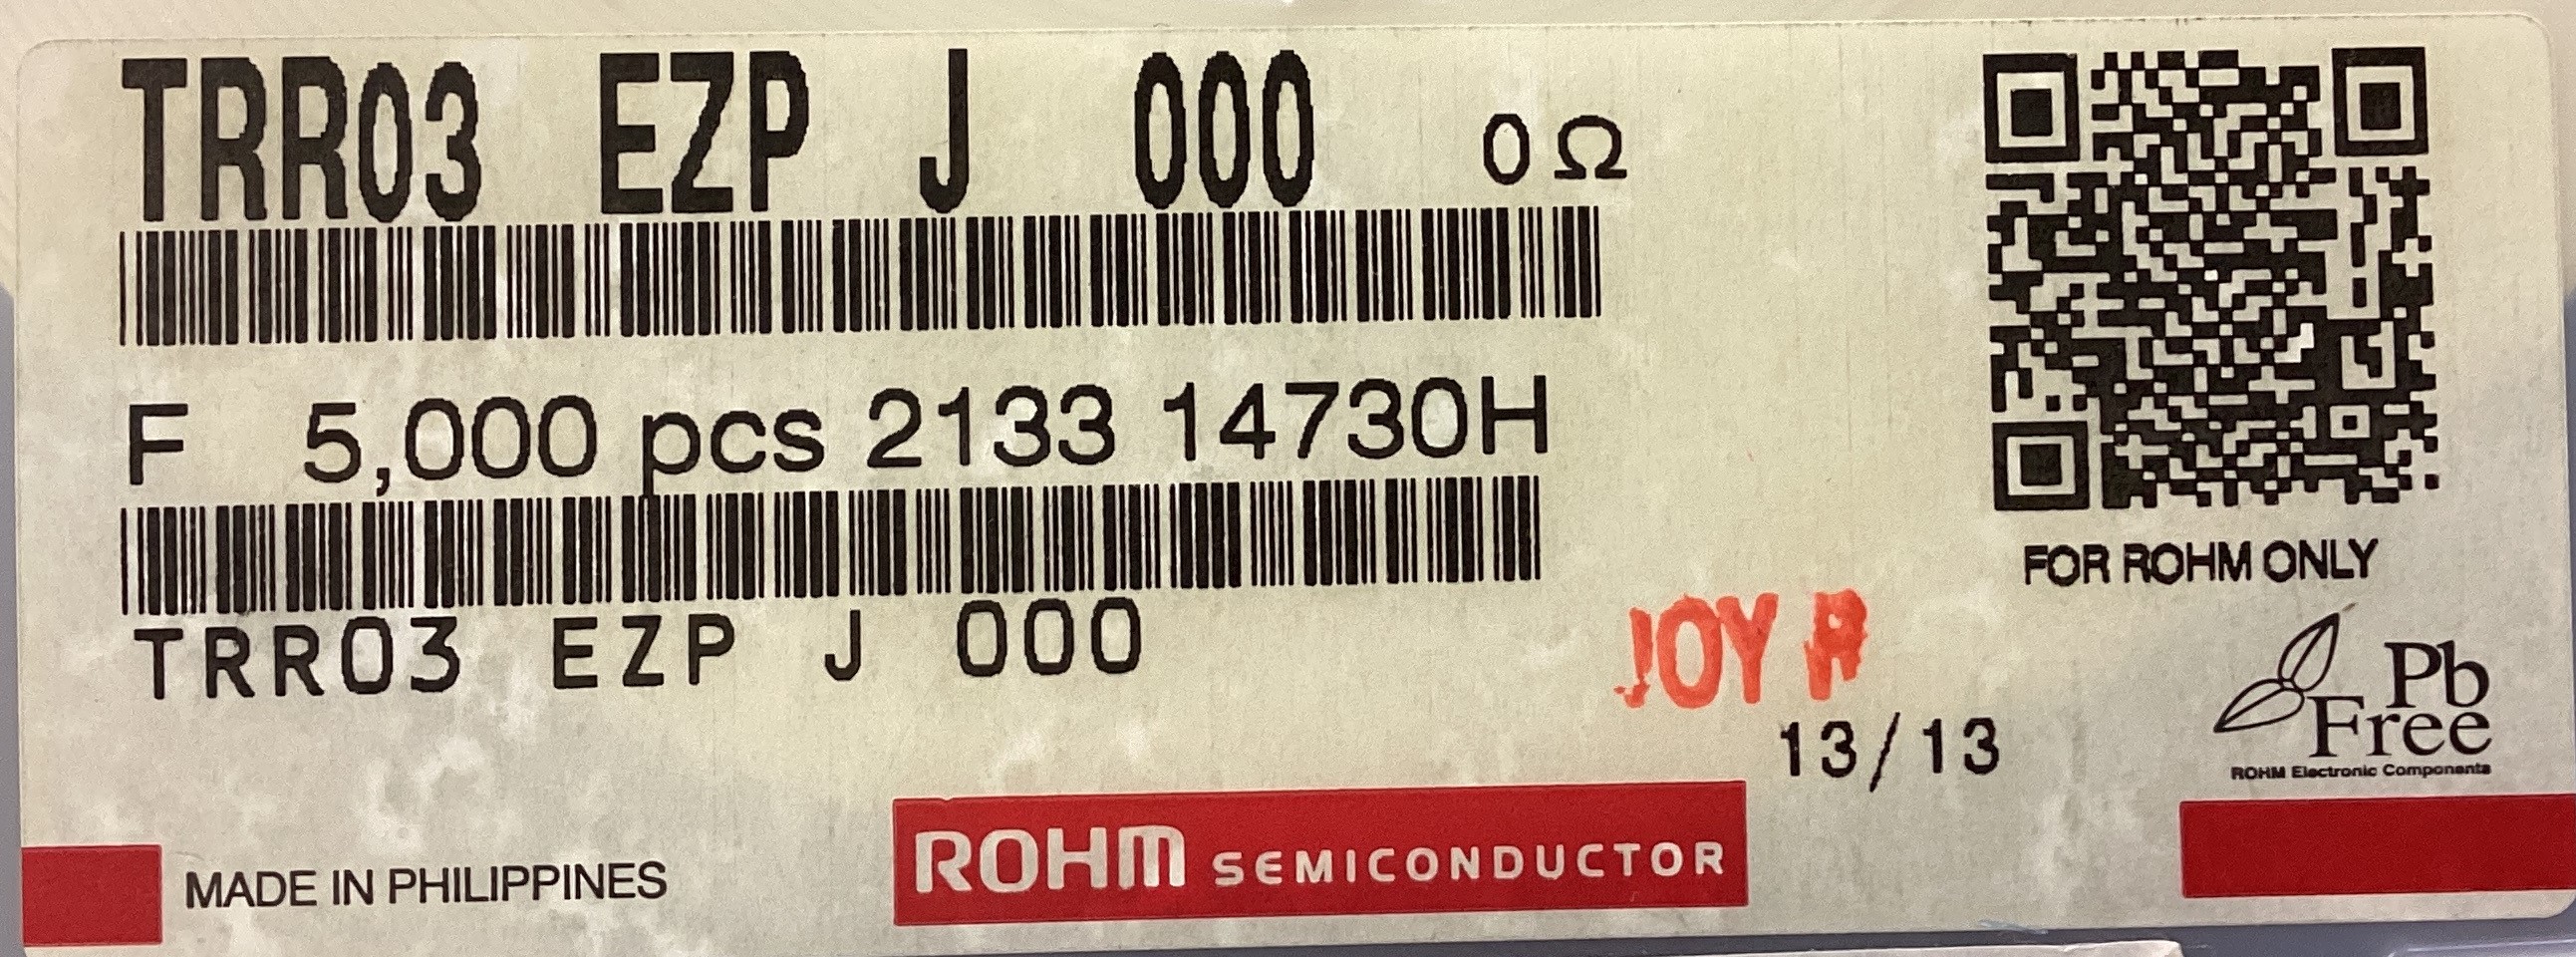 TRR03 EZP J 000 0Ω
F 5,000 pcs 2133 14730H
TRR03 EZP J 000
FOR ROHM ONLY
JOY P
13/13
Pb
Free
ROHM Electronic Components
MADE IN PHILIPPINES
ROHM SEMICONDUCTOR